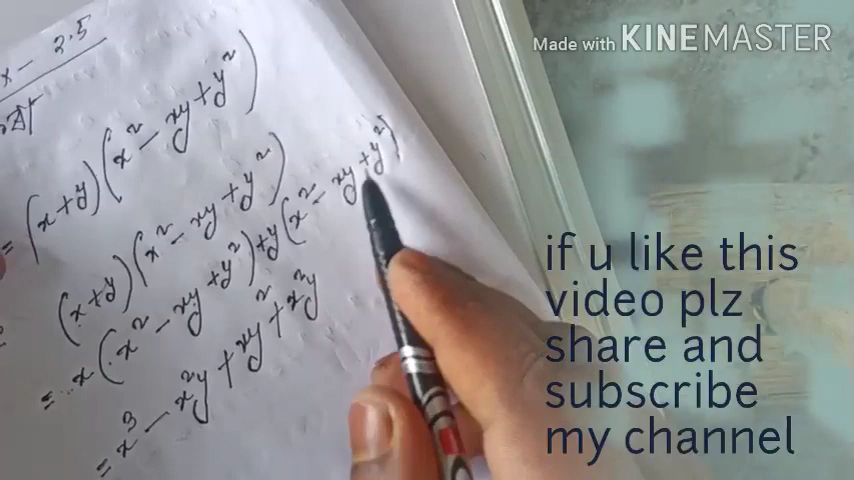 x - 2.5
= (x+y)(x² - xy + y²)
(x+y)(x² - xy + y²)
= x(x² - xy + y²) + y(x² - xy + y²)
= x³ - x²y + xy² + x²y
Made with KINEMASTER
if u like this
video plz
share and
subscribe
my channel